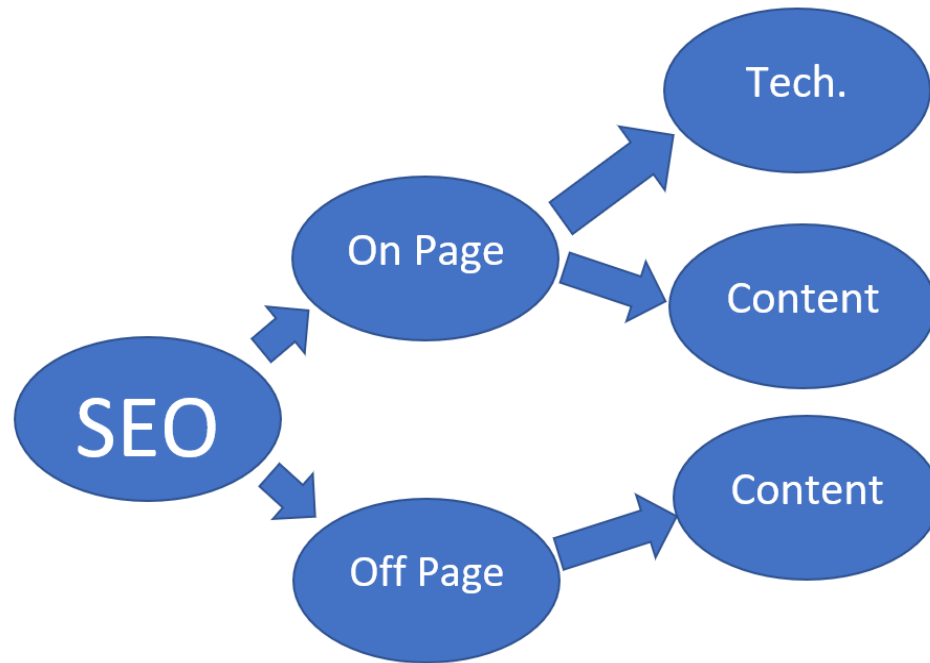 SEO
On Page
Tech.
Content
Off Page
Content